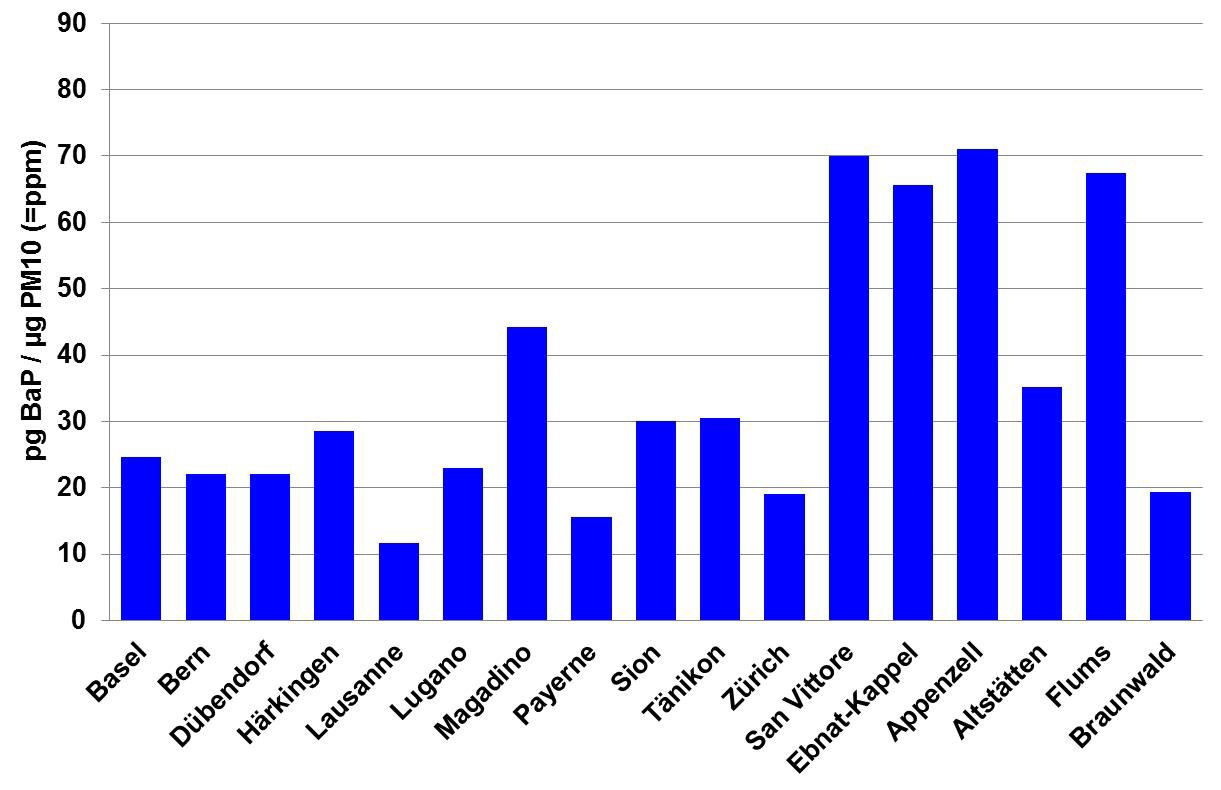 90
80
70
60
50
40
30
20
10
0
pg BaP / µg PM10 (=ppm)
Basel
Bern
Dübendorf
Härkingen
Lausanne
Lugano
Magadino
Payerne
Sion
Tänikon
Zürich
San Vittore
Ebnat-Kappel
Appenzell
Altstätten
Flums
Braunwald